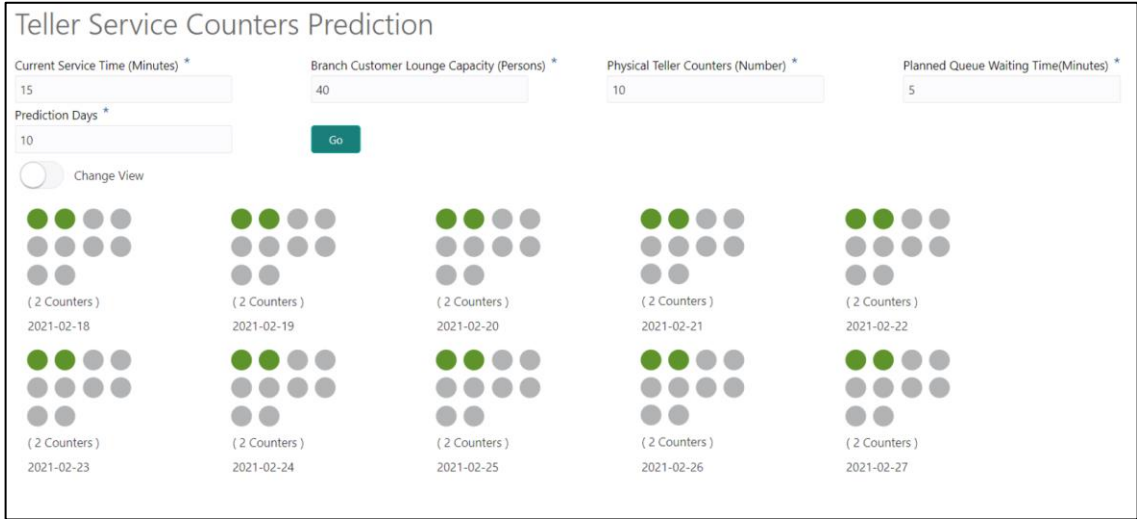 Teller Service Counters Prediction
Current Service Time (Minutes) * Branch Customer Lounge Capacity (Persons) * Physical Teller Counters (Number) * Planned Queue Waiting Time(Minutes) *
15 40 10 5
Prediction Days *
10 Go
Change View
( 2 Counters ) ( 2 Counters ) ( 2 Counters ) ( 2 Counters ) ( 2 Counters )
2021-02-18 2021-02-19 2021-02-20 2021-02-21 2021-02-22
( 2 Counters ) ( 2 Counters ) ( 2 Counters ) ( 2 Counters ) ( 2 Counters )
2021-02-23 2021-02-24 2021-02-25 2021-02-26 2021-02-27